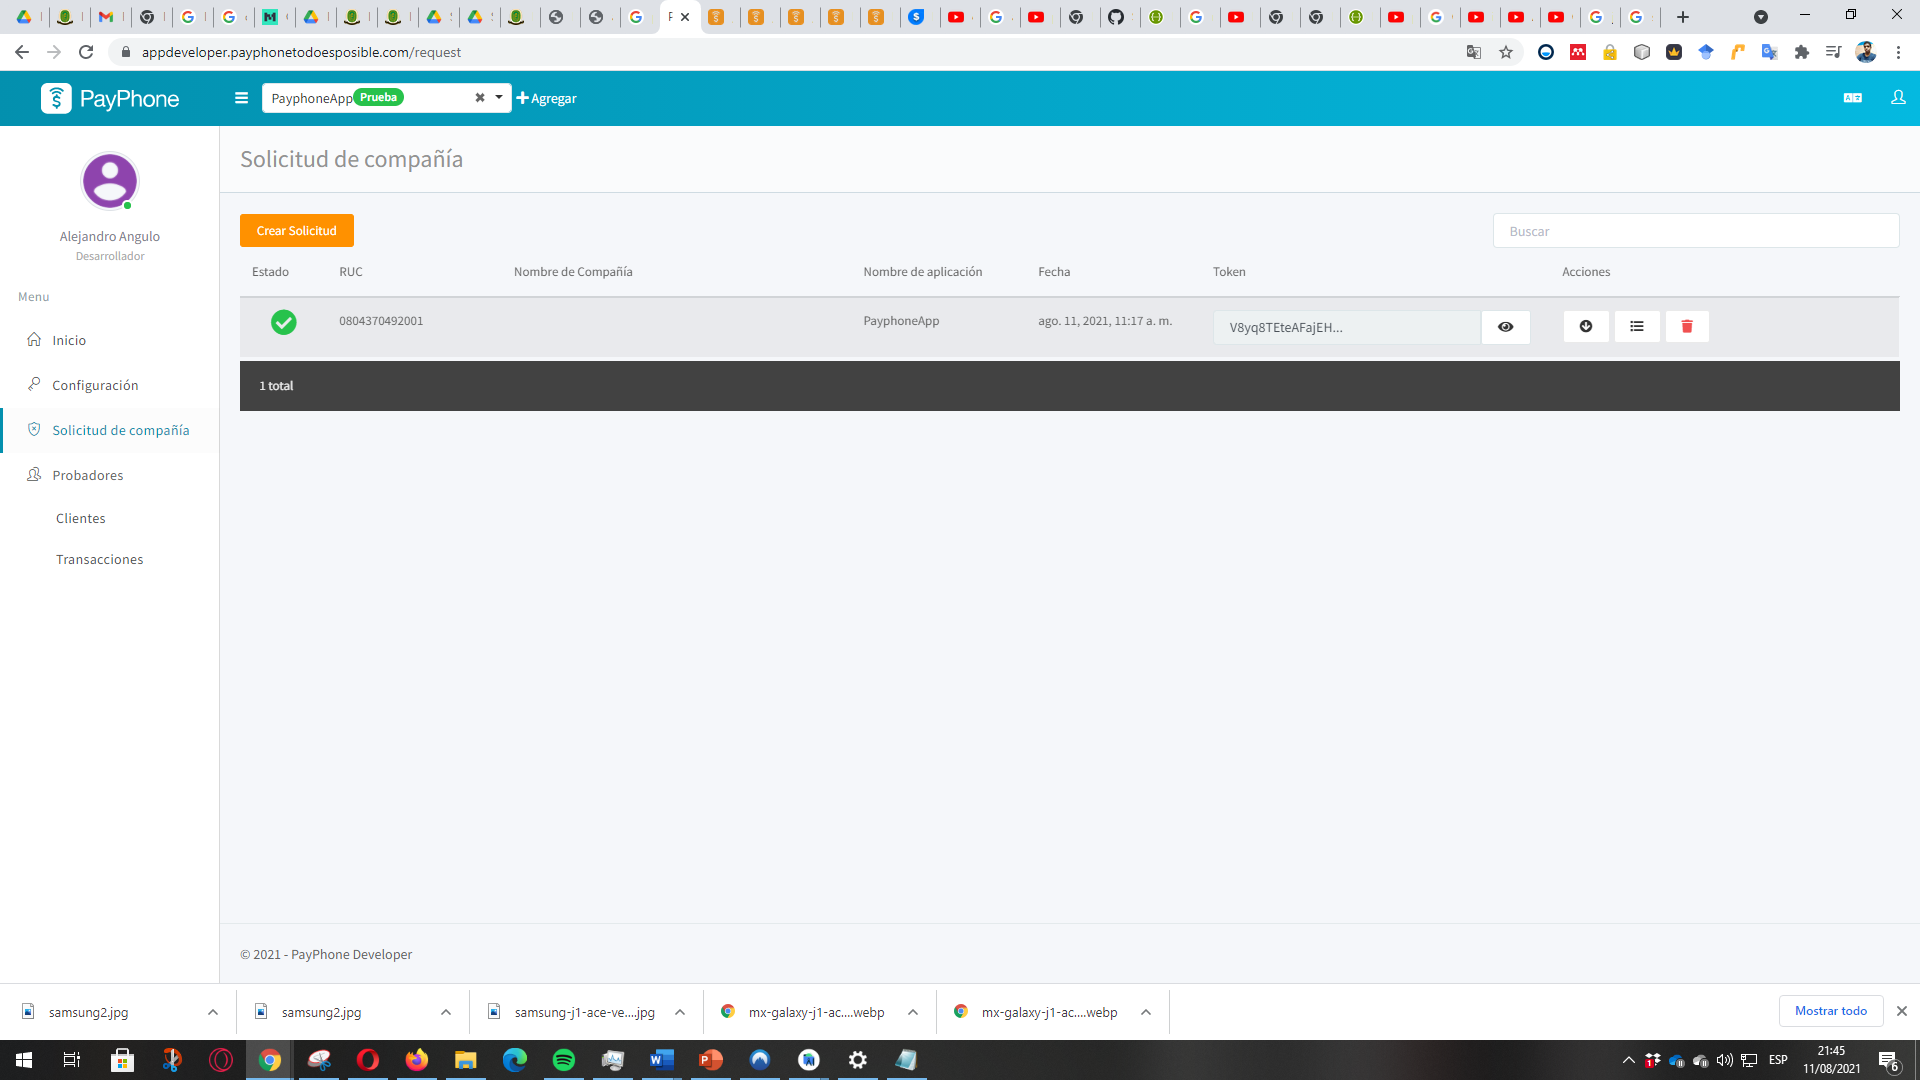 appdeveloper.payphonetodoesposible.com/request
PayPhone
PayphoneApp Prueba
Agregar
Alejandro Angulo
Desarrollador
Menu
Inicio
Configuración
Solicitud de compañía
Probadores
Clientes
Transacciones
Solicitud de compañía
Crear Solicitud
Buscar
Estado RUC Nombre de Compañía Nombre de aplicación Fecha Token Acciones
0804370492001 PayphoneApp ago. 11, 2021, 11:17 a. m. V8yq8TEteAFajEH...
1 total
© 2021 - PayPhone Developer
samsung2.jpg samsung2.jpg samsung-j1-ace-ve....jpg mx-galaxy-j1-ac....webp mx-galaxy-j1-ac....webp Mostrar todo
ESP
21:45
11/08/2021
6